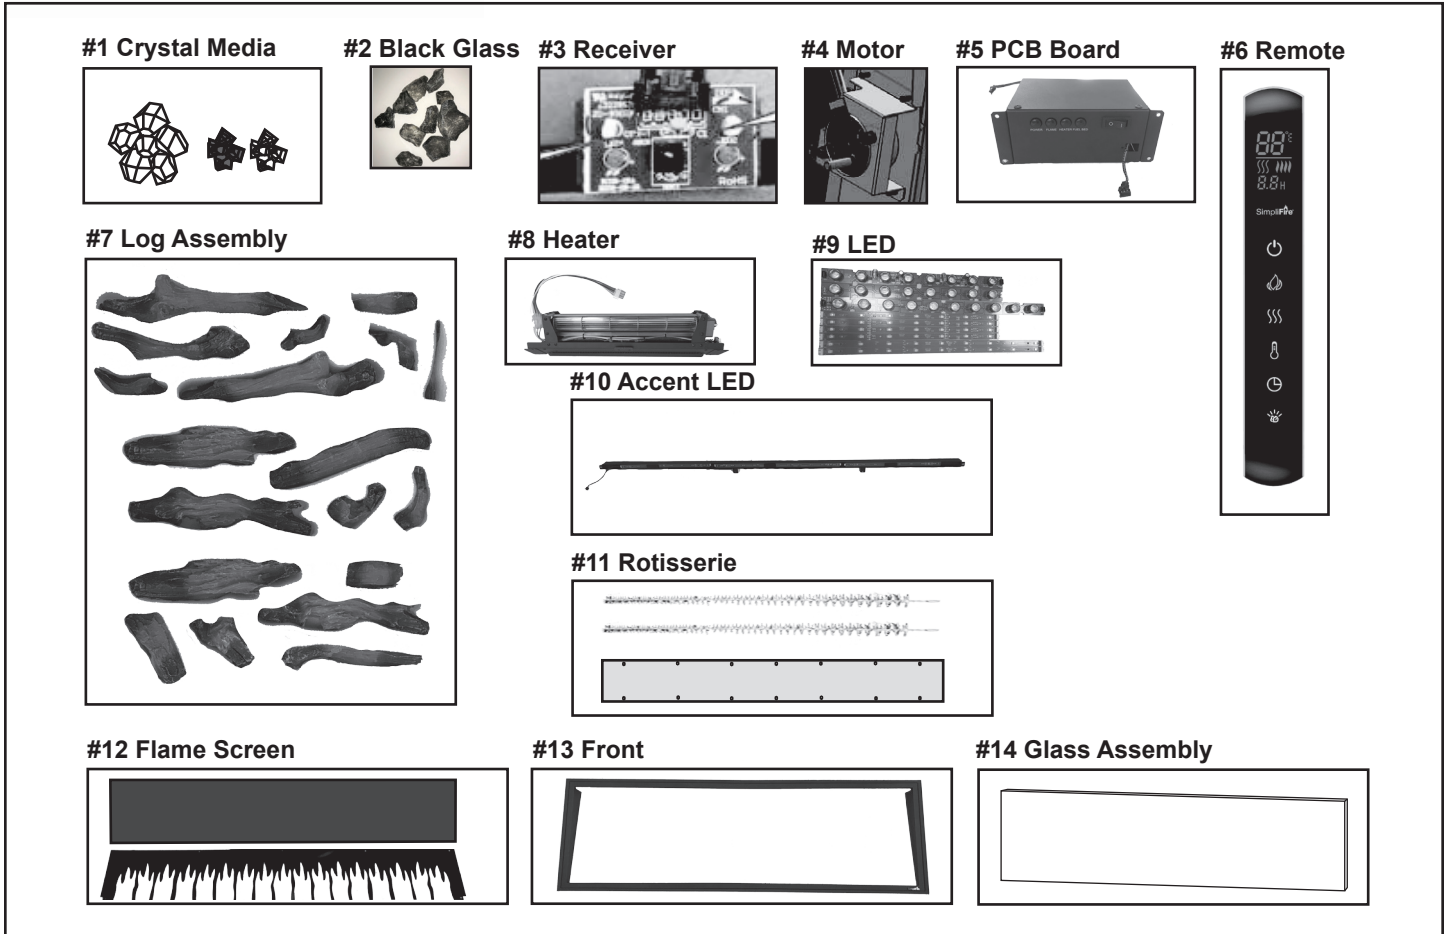 #1 Crystal Media
#2 Black Glass
#3 Receiver
#4 Motor
#5 PCB Board
#6 Remote
RoHS
88
8.8H
SimpliFire
#7 Log Assembly
#8 Heater
#9 LED
#10 Accent LED
#11 Rotisserie
#12 Flame Screen
#13 Front
#14 Glass Assembly